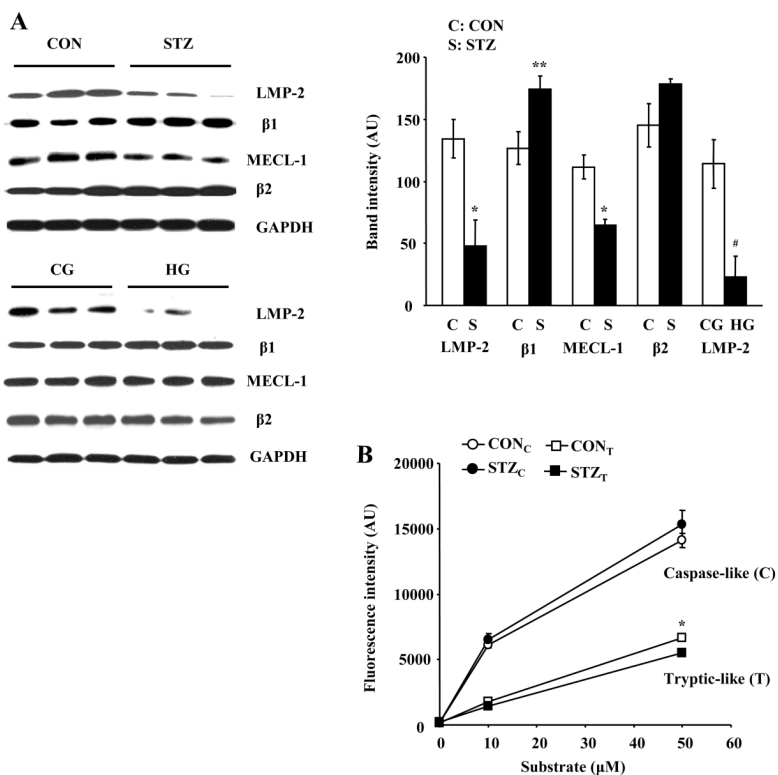 A
CON STZ
LMP-2
β1
MECL-1
β2
GAPDH
CG HG
LMP-2
β1
MECL-1
β2
GAPDH
C: CON
S: STZ
Band intensity (AU)
200
150
100
50
0
* ** * #
C S C S C S C S CG HG
LMP-2 β1 MECL-1 β2 LMP-2
B
CONC CONT
STZC STZT
Fluorescence intensity (AU)
20000
15000
10000
5000
0
Caspase-like (C)
*
Tryptic-like (T)
0 10 20 30 40 50 60
Substrate (μM)